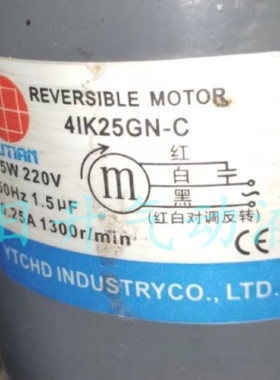 REVERSIBLE MOTOR
4IK25GN-C
5W 220V
50Hz 1.5μF
0.25A 1300r/min
m
红
白
黑
(红白对调反转)
CE
YTCHD INDUSTRYCO., LTD.